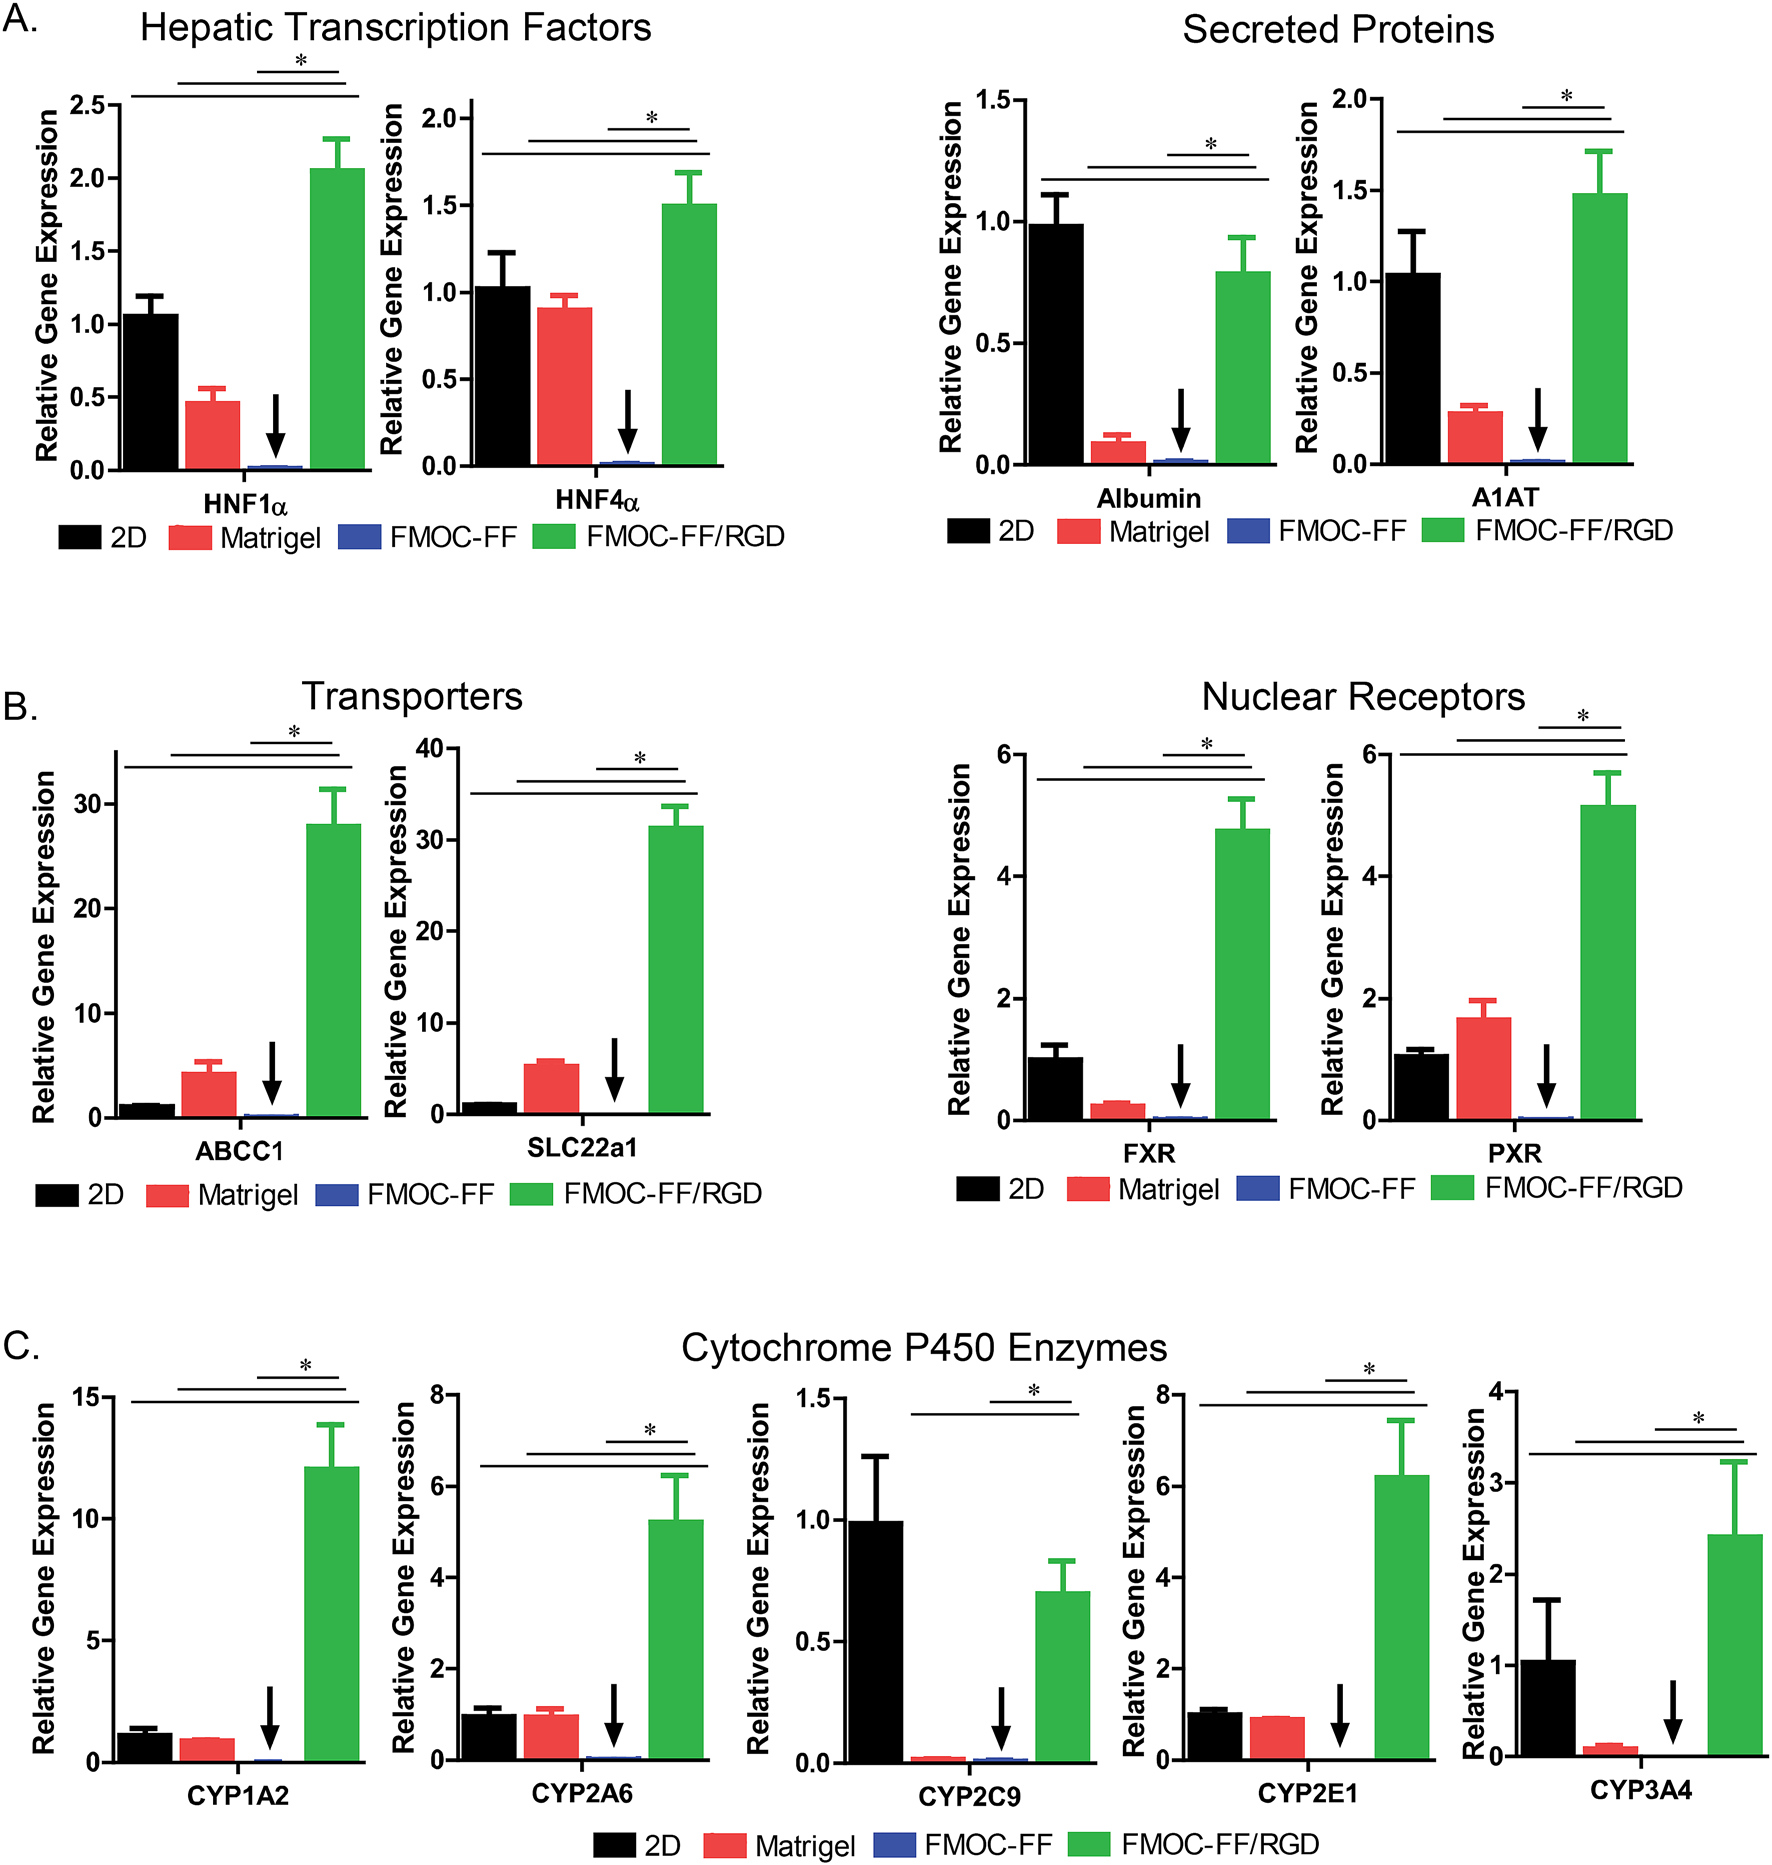 A.
Hepatic Transcription Factors
Secreted Proteins
*
Relative Gene Expression
2.5
2.0
1.5
1.0
0.5
0.0
HNF1α
*
Relative Gene Expression
2.0
1.5
1.0
0.5
0.0
HNF4α
2D Matrigel FMOC-FF FMOC-FF/RGD
*
Relative Gene Expression
1.5
1.0
0.5
0.0
Albumin
*
Relative Gene Expression
2.0
1.5
1.0
0.5
0.0
A1AT
2D Matrigel FMOC-FF FMOC-FF/RGD
B.
Transporters
Nuclear Receptors
*
Relative Gene Expression
30
20
10
0
ABCC1
*
Relative Gene Expression
40
30
20
10
0
SLC22a1
2D Matrigel FMOC-FF FMOC-FF/RGD
*
Relative Gene Expression
6
4
2
0
FXR
*
Relative Gene Expression
6
4
2
0
PXR
2D Matrigel FMOC-FF FMOC-FF/RGD
C.
Cytochrome P450 Enzymes
*
Relative Gene Expression
15
10
5
0
CYP1A2
*
Relative Gene Expression
8
6
4
2
0
CYP2A6
*
Relative Gene Expression
1.5
1.0
0.5
0.0
CYP2C9
*
Relative Gene Expression
8
6
4
2
0
CYP2E1
*
Relative Gene Expression
4
3
2
1
0
CYP3A4
2D Matrigel FMOC-FF FMOC-FF/RGD